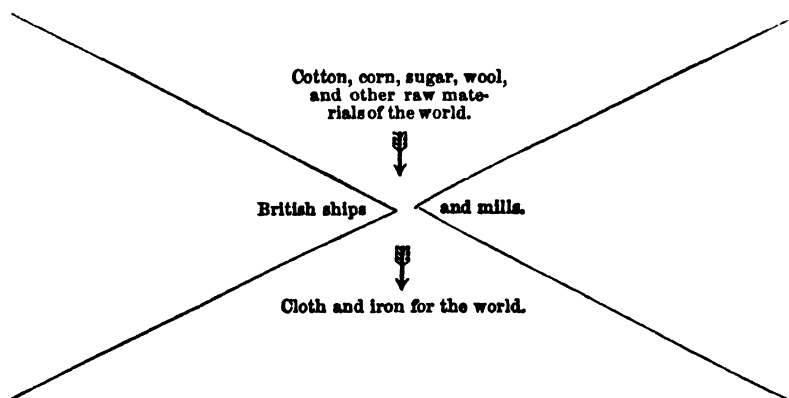 Cotton, corn, sugar, wool,
and other raw mate-
rials of the world.
British ships and mills.
Cloth and iron for the world.